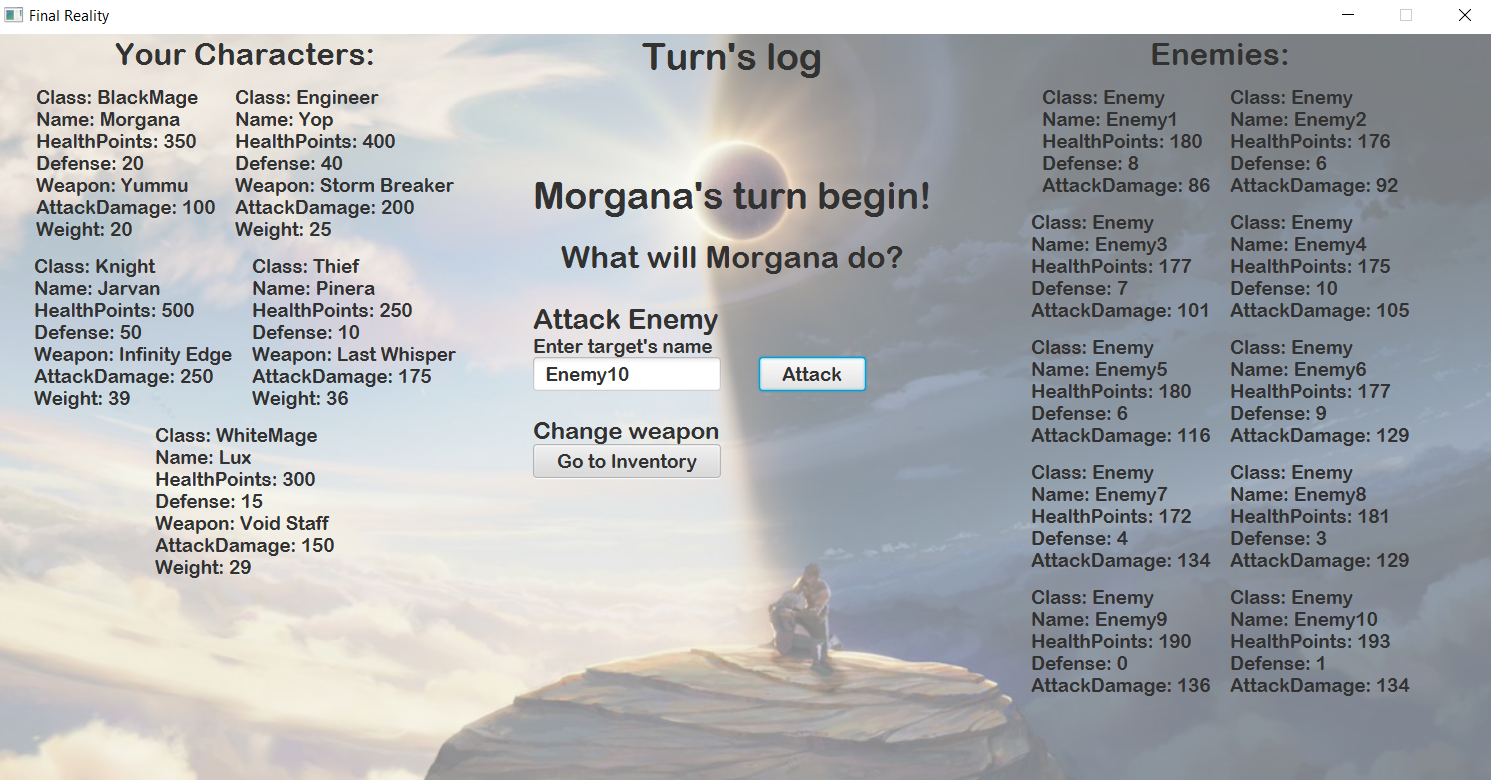 Final Reality
Your Characters:
Class: BlackMage
Name: Morgana
HealthPoints: 350
Defense: 20
Weapon: Yummu
AttackDamage: 100
Weight: 20
Class: Engineer
Name: Yop
HealthPoints: 400
Defense: 40
Weapon: Storm Breaker
AttackDamage: 200
Weight: 25
Class: Knight
Name: Jarvan
HealthPoints: 500
Defense: 50
Weapon: Infinity Edge
AttackDamage: 250
Weight: 39
Class: Thief
Name: Pinera
HealthPoints: 250
Defense: 10
Weapon: Last Whisper
AttackDamage: 175
Weight: 36
Class: WhiteMage
Name: Lux
HealthPoints: 300
Defense: 15
Weapon: Void Staff
AttackDamage: 150
Weight: 29
Turn's log
Morgana's turn begin!
What will Morgana do?
Attack Enemy
Enter target's name
Enemy10
Attack
Change weapon
Go to Inventory
Enemies:
Class: Enemy
Name: Enemy1
HealthPoints: 180
Defense: 8
AttackDamage: 86
Class: Enemy
Name: Enemy2
HealthPoints: 176
Defense: 6
AttackDamage: 92
Class: Enemy
Name: Enemy3
HealthPoints: 177
Defense: 7
AttackDamage: 101
Class: Enemy
Name: Enemy4
HealthPoints: 175
Defense: 10
AttackDamage: 105
Class: Enemy
Name: Enemy5
HealthPoints: 180
Defense: 6
AttackDamage: 116
Class: Enemy
Name: Enemy6
HealthPoints: 177
Defense: 9
AttackDamage: 129
Class: Enemy
Name: Enemy7
HealthPoints: 172
Defense: 4
AttackDamage: 134
Class: Enemy
Name: Enemy8
HealthPoints: 181
Defense: 3
AttackDamage: 129
Class: Enemy
Name: Enemy9
HealthPoints: 190
Defense: 0
AttackDamage: 136
Class: Enemy
Name: Enemy10
HealthPoints: 193
Defense: 1
AttackDamage: 134